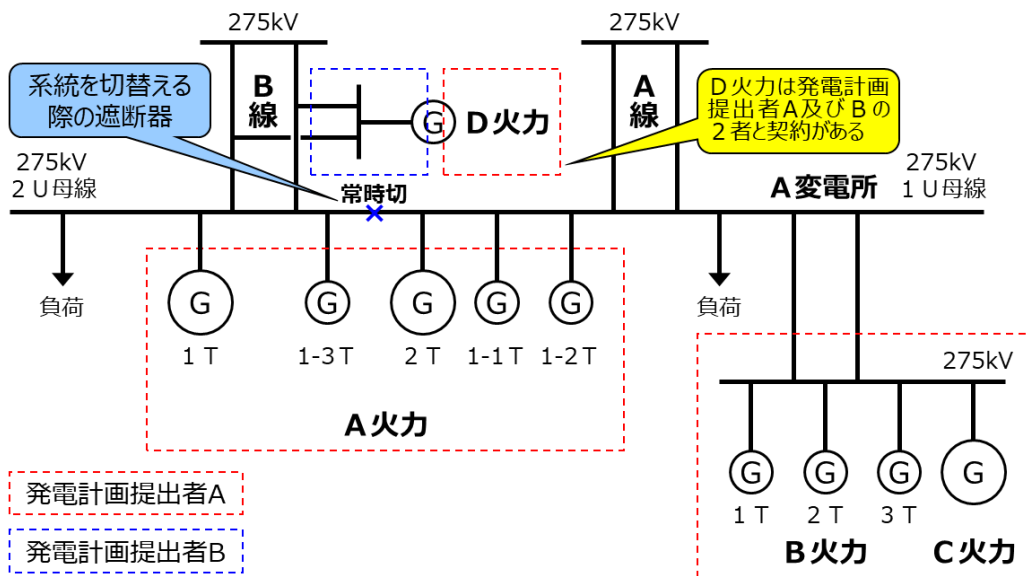 275kV
275kV
系統を切替える
際の遮断器
B
線
G
D火力
A
線
D火力は発電計画
提出者A及びBの
2者と契約がある
275kV
2U母線
常時切
A変電所
275kV
1U母線
負荷
G
G
G
G
G
負荷
1T
1-3T
2T
1-1T
1-2T
A火力
275kV
G
G
G
G
1T
2T
3T
B火力
C火力
発電計画提出者A
発電計画提出者B